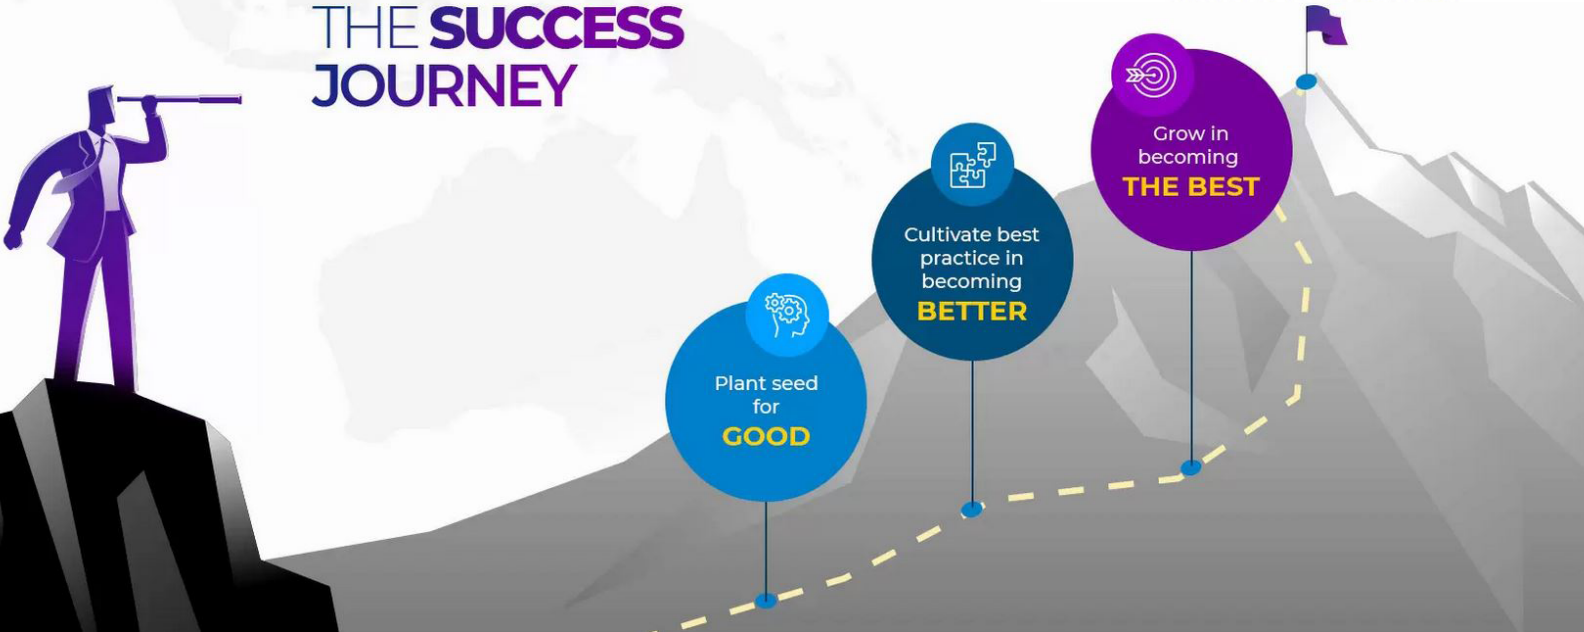 THE SUCCESS
JOURNEY
Plant seed
for
GOOD
Cultivate best
practice in
becoming
BETTER
Grow in
becoming
THE BEST